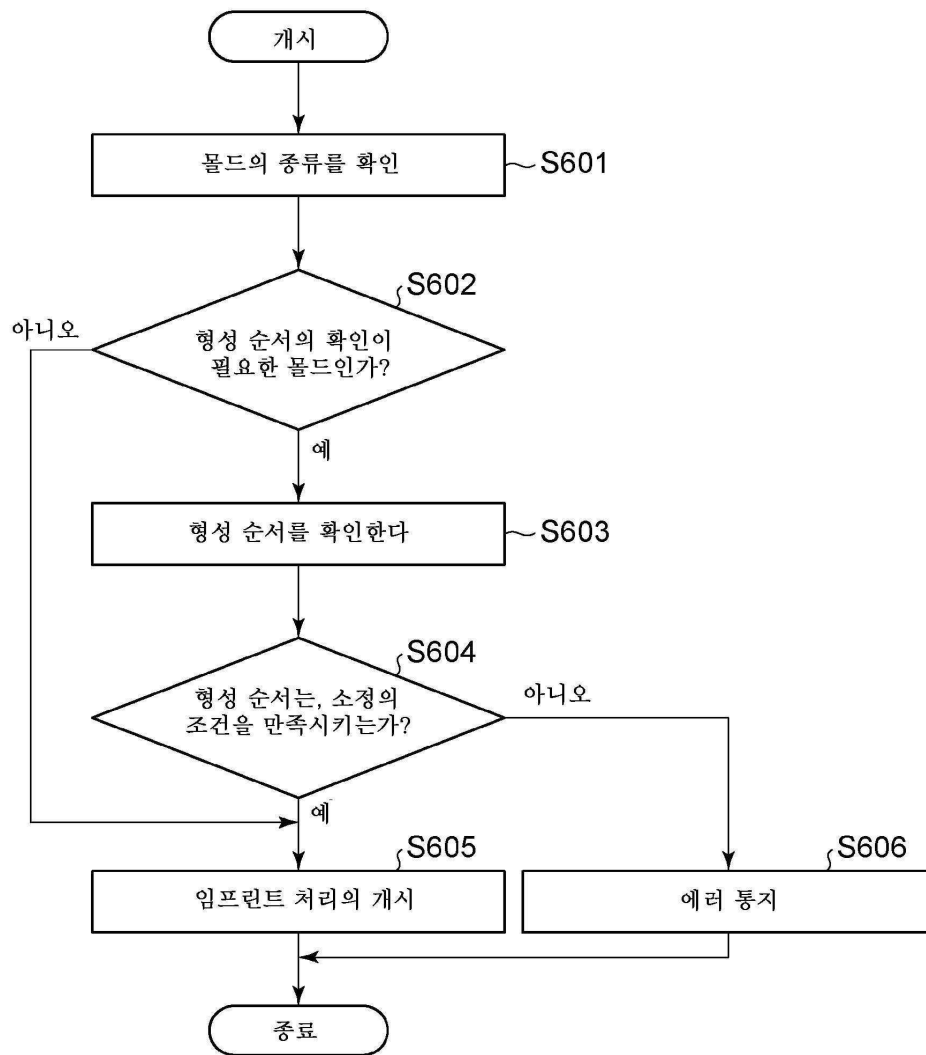 개시
몰드의 종류를 확인
S601
S602
아니오
형성 순서의 확인이
필요한 몰드인가?
예
형성 순서를 확인한다
S603
S604
형성 순서는, 소정의
조건을 만족시키는가?
아니오
예
S605
임프린트 처리의 개시
S606
에러 통지
종료